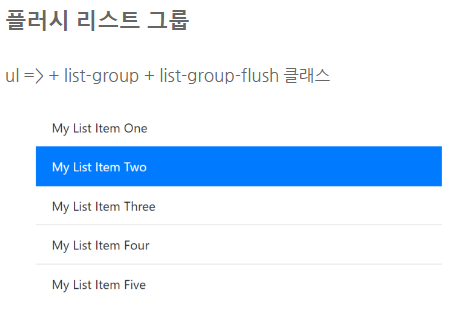 플러시 리스트 그룹
ul => + list-group + list-group-flush 클래스
My List Item One
My List Item Two
My List Item Three
My List Item Four
My List Item Five